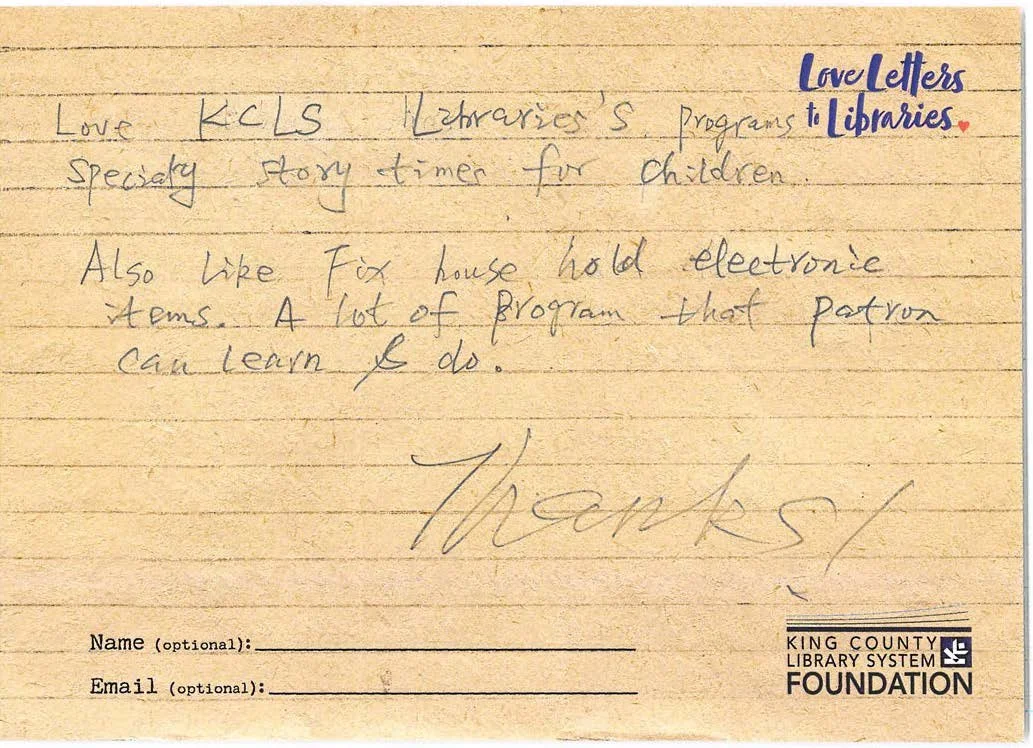 Love Letters
to Libraries.
Love KCLS Libraries's programs
Specialy story times for children.
Also like Fix house hold electronic
items. A lot of program that patron
can learn & do.
Thanks!
Name (optional):
Email (optional):
KING COUNTY
LIBRARY SYSTEM
FOUNDATION